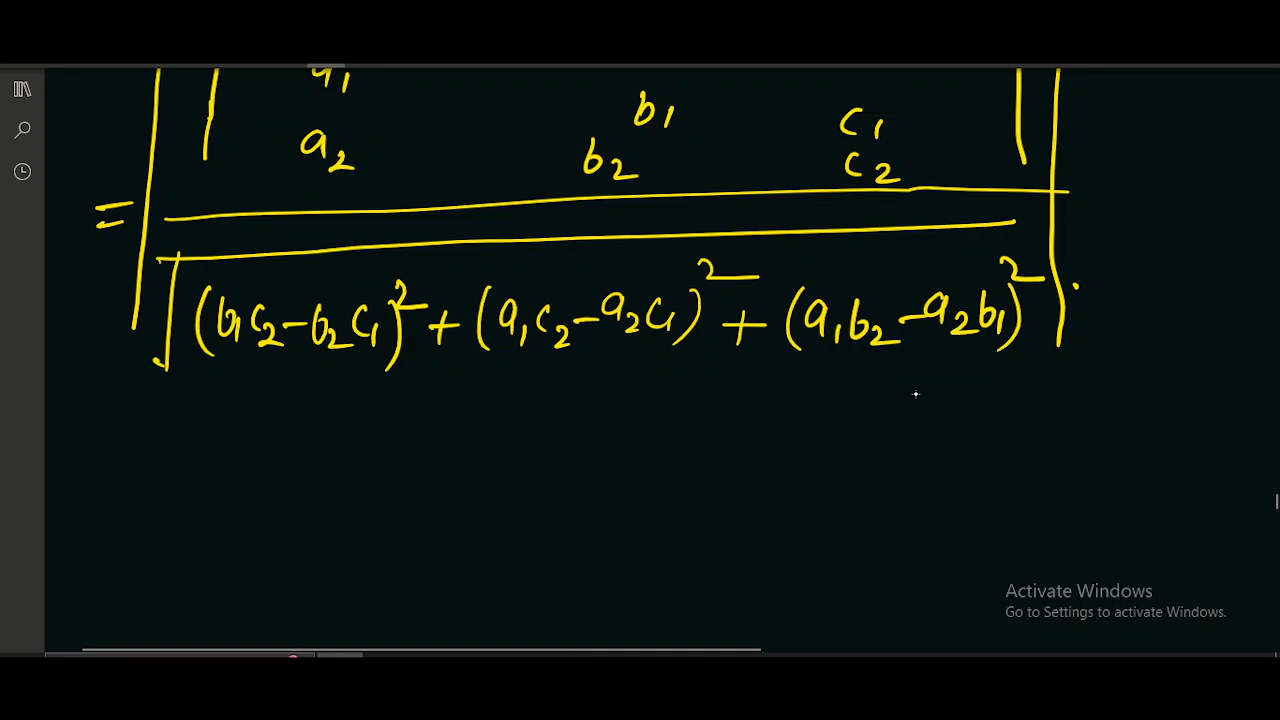 a₁ b₁ c₁
a₂ b₂ c₂
=
√(b₁c₂-b₂c₁)² + (a₁c₂-a₂c₁)² + (a₁b₂-a₂b₁)² .
Activate Windows
Go to Settings to activate Windows.